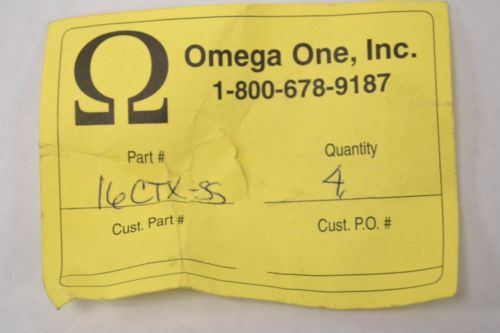 Ω
Omega One, Inc.
1-800-678-9187
Part # Quantity
16CTX-SS 4
Cust. Part # Cust. P.O. #